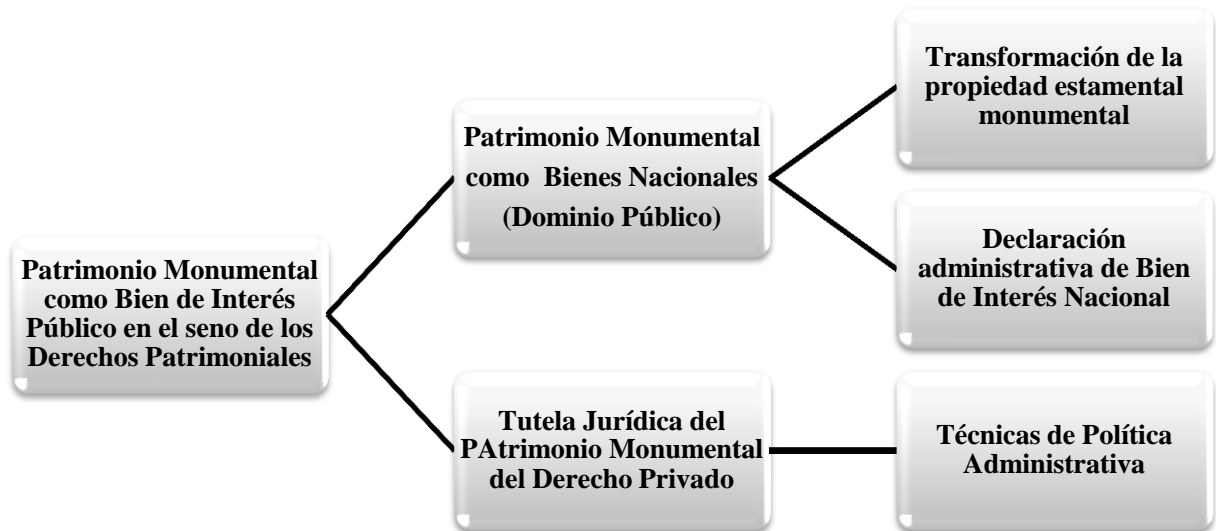 Patrimonio Monumental
como Bien de Interés
Público en el seno de los
Derechos Patrimoniales
Patrimonio Monumental
como Bienes Nacionales
(Dominio Público)
Transformación de la
propiedad estamental
monumental
Declaración
administrativa de Bien
de Interés Nacional
Tutela Jurídica del
PAtrimonio Monumental
del Derecho Privado
Técnicas de Política
Administrativa